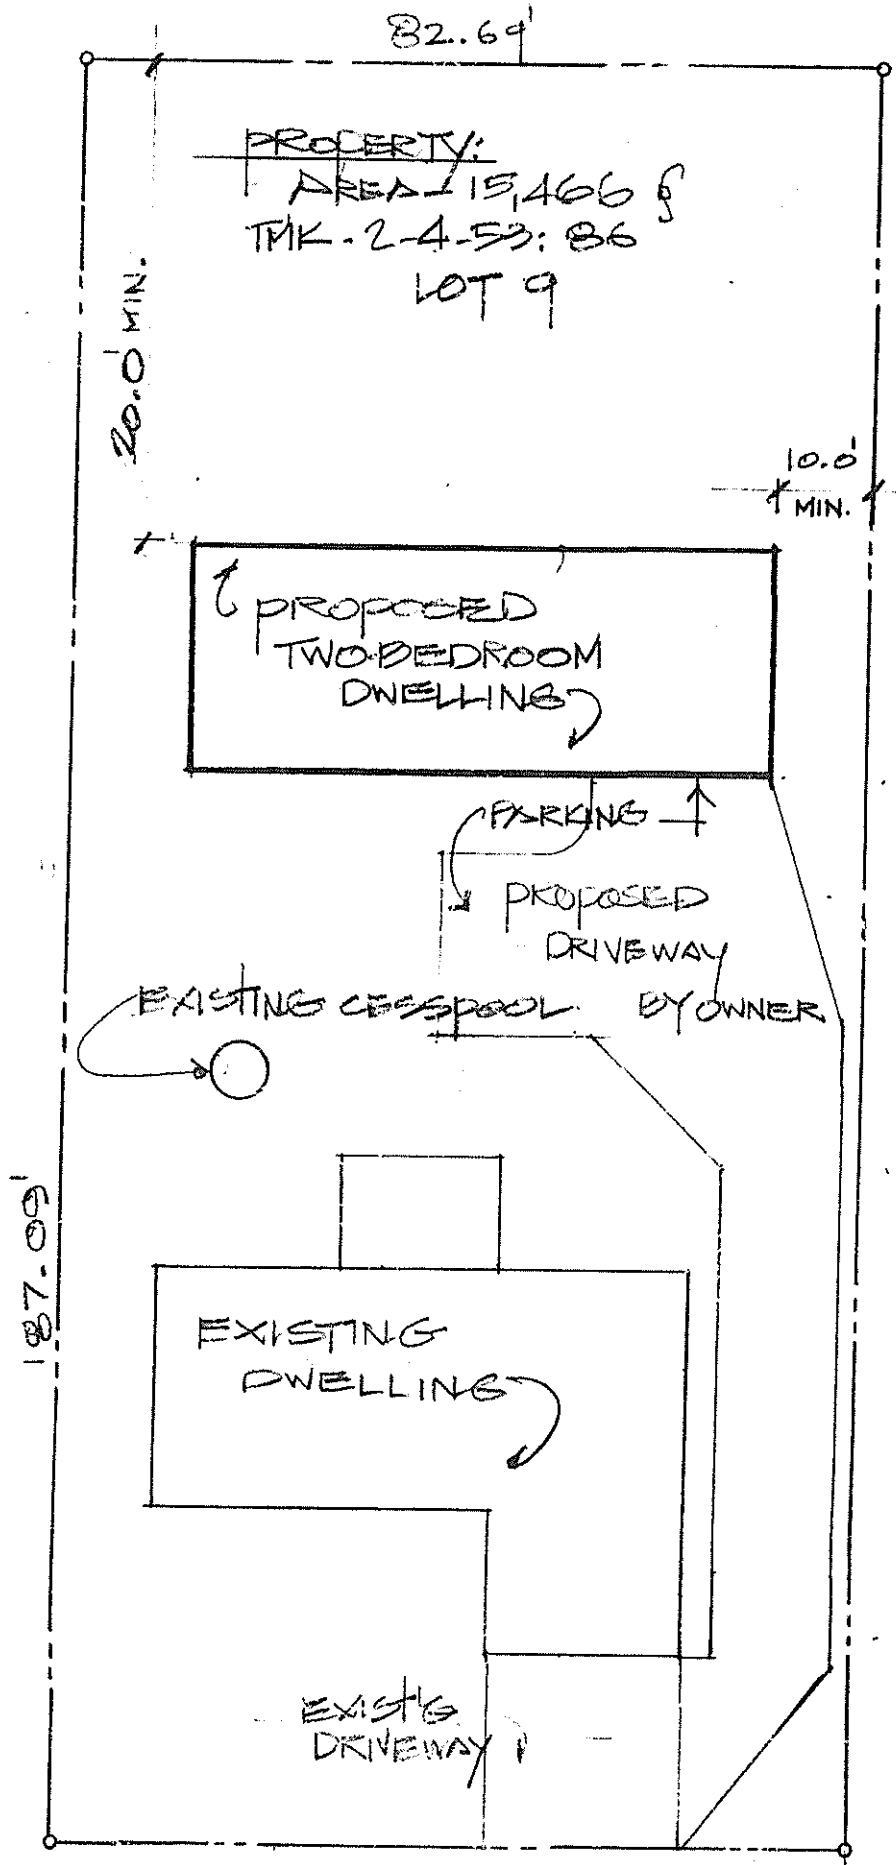 82.69'
PROPERTY:
AREA - 15,466
TMK - 2-4-53: 86
LOT 9
20.0' MIN.
10.0'
MIN.
PROPOSED
TWO-BEDROOM
DWELLING
PARKING
PROPOSED
DRIVEWAY
BY OWNER
EXISTING CESSPOOL
187.09'
EXISTING
DWELLING
EXIST'G
DRIVEWAY